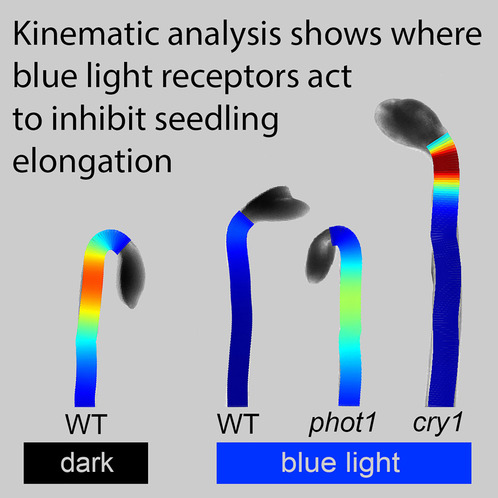 Kinematic analysis shows where
blue light receptors act
to inhibit seedling
elongation
WT
WT
phot1
cry1
dark
blue light